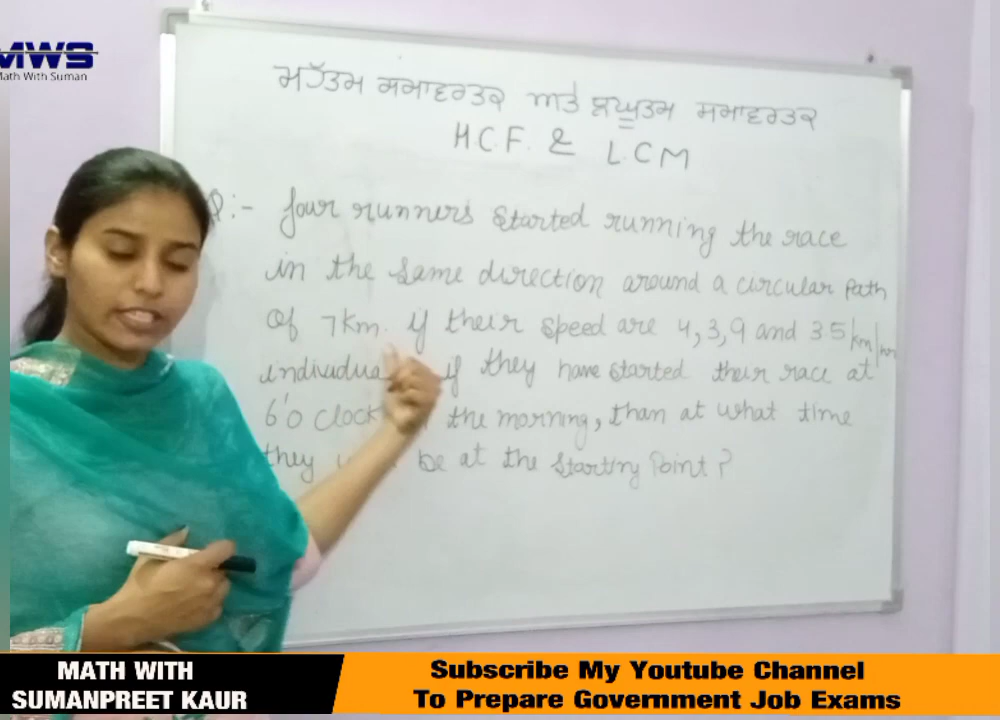 MWS
Math With Suman
ਮਹੱਤਮ ਸਮਾਵਰਤਕ ਅਤੇ ਲਘੂਤਮ ਸਮਾਵਰਤਕ
H.C.F. & L.C.M
Q:- four runners started running the race
in the same direction around a circular path
of 7km. if their speed are 4,3,9 and 3.5 km/hr
individua if they have started their race at
6'o clock the morning, than at what time
they be at the starting point?
MATH WITH
SUMANPREET KAUR
Subscribe My Youtube Channel
To Prepare Government Job Exams